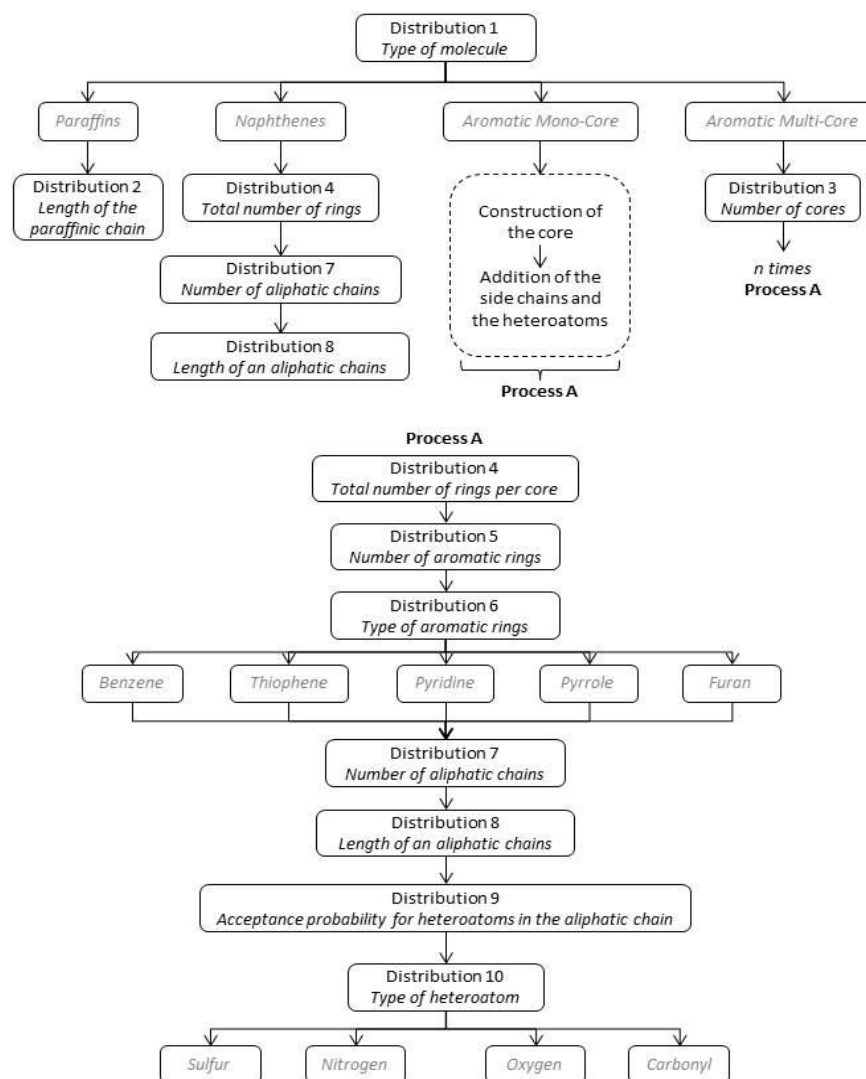 Distribution 1
Type of molecule
Paraffins
Naphthenes
Aromatic Mono-Core
Aromatic Multi-Core
Distribution 2
Length of the
paraffinic chain
Distribution 4
Total number of rings
Distribution 7
Number of aliphatic chains
Distribution 8
Length of an aliphatic chains
Construction of
the core
Addition of the
side chains and
the heteroatoms
Process A
Distribution 3
Number of cores
n times
Process A
Process A
Distribution 4
Total number of rings per core
Distribution 5
Number of aromatic rings
Distribution 6
Type of aromatic rings
Benzene
Thiophene
Pyridine
Pyrrole
Furan
Distribution 7
Number of aliphatic chains
Distribution 8
Length of an aliphatic chains
Distribution 9
Acceptance probability for heteroatoms in the aliphatic chain
Distribution 10
Type of heteroatom
Sulfur
Nitrogen
Oxygen
Carbonyl